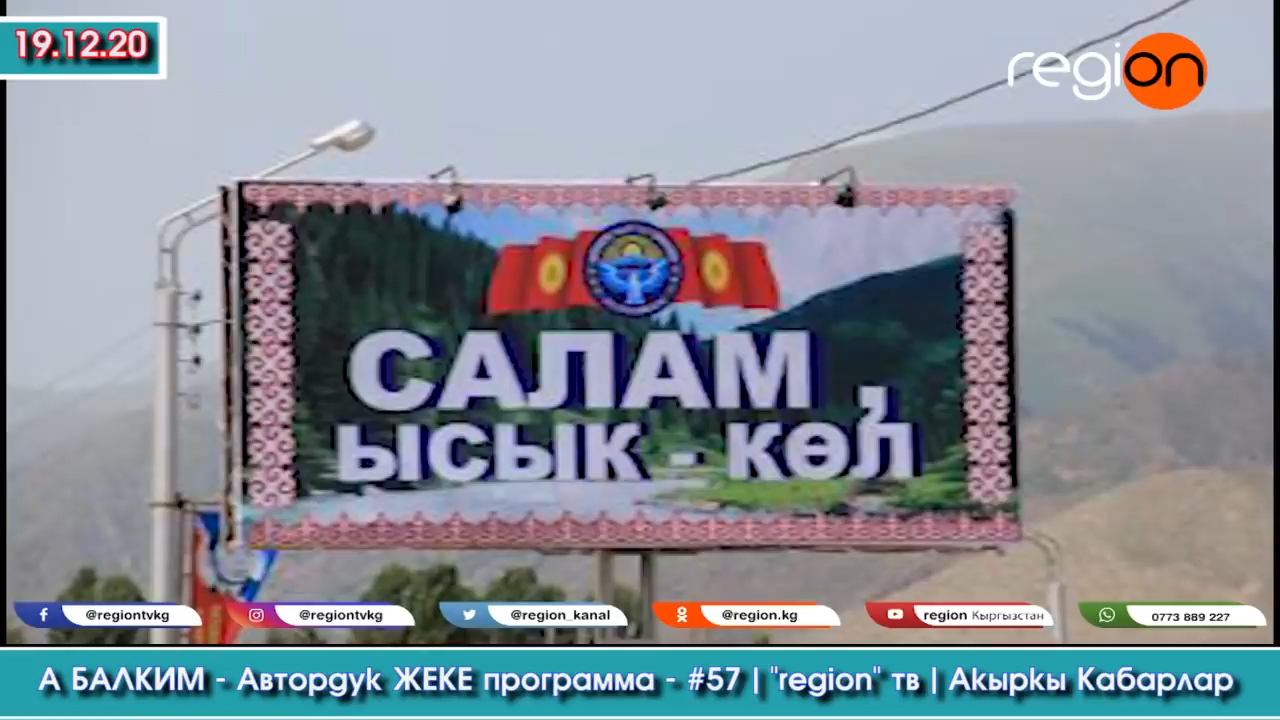 19.12.20
region
САЛАМ ,
ЫСЫК - КӨЛ
@regiontvkg
@regiontvkg
@region_kanal
@region.kg
region Кыргызстан
0773 889 227
А БАЛКИМ - Автордук ЖЕКЕ программа - #57 | "region" тв | Акыркы Кабарлар